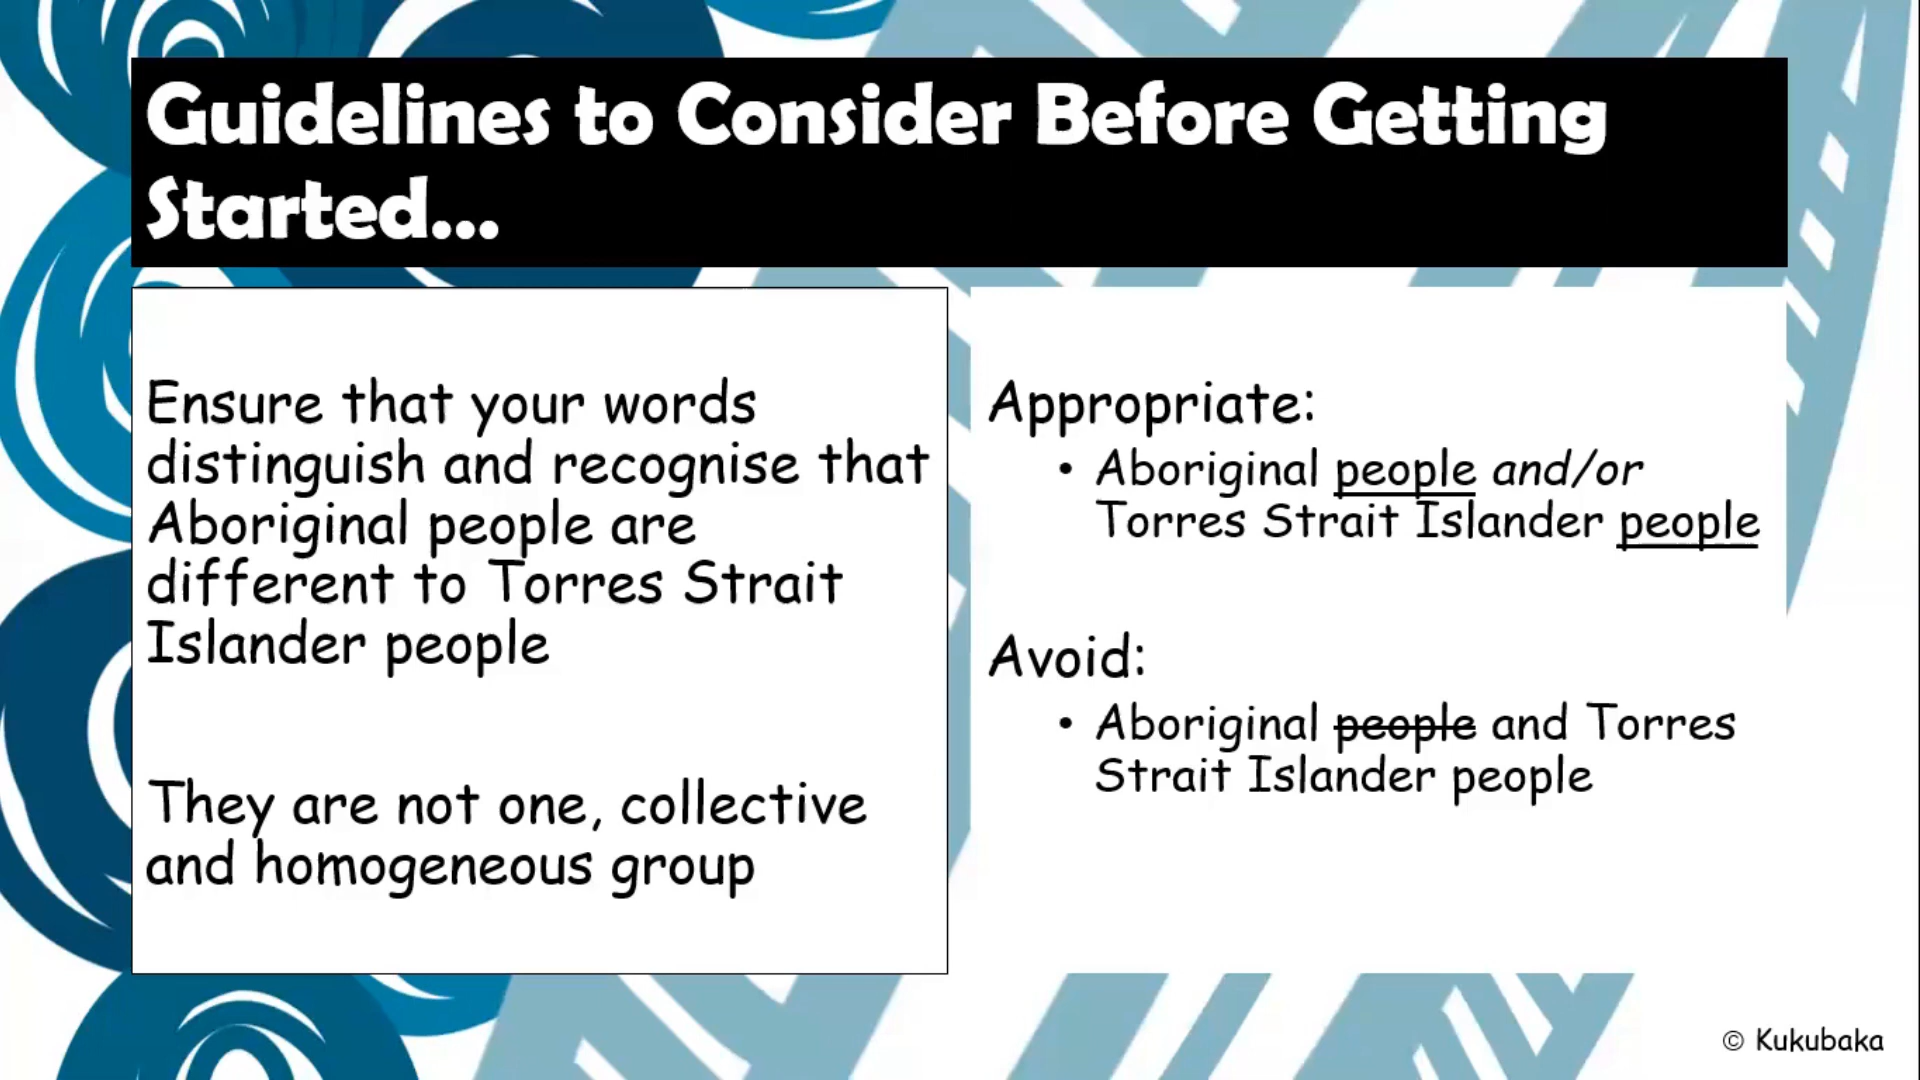 Guidelines to Consider Before Getting
Started...
Ensure that your words
distinguish and recognise that
Aboriginal people are
different to Torres Strait
Islander people
They are not one, collective
and homogeneous group
Appropriate:
• Aboriginal people and/or
Torres Strait Islander people
Avoid:
• Aboriginal people and Torres
Strait Islander people
© Kukubaka